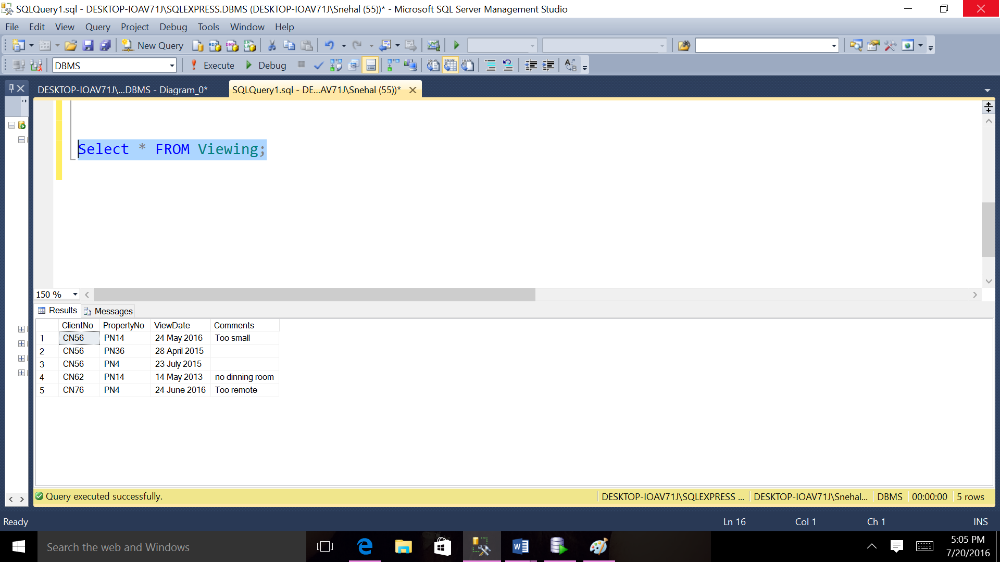 SQLQuery1.sql - DESKTOP-IOAV71J\SQLEXPRESS.DBMS (DESKTOP-IOAV71J\Snehal (55))* - Microsoft SQL Server Management Studio
File Edit View Query Project Debug Tools Window Help
New Query
DBMS Execute Debug
DESKTOP-IOAV71J\...DBMS - Diagram_0* SQLQuery1.sql - DE...AV71J\Snehal (55))*
Select * FROM Viewing;
150 %
Results Messages
ClientNo PropertyNo ViewDate Comments
1 CN56 PN14 24 May 2016 Too small
2 CN56 PN36 28 April 2015
3 CN56 PN4 23 July 2015
4 CN62 PN14 14 May 2013 no dinning room
5 CN76 PN4 24 June 2016 Too remote
Query executed successfully. DESKTOP-IOAV71J\SQLEXPRESS ... DESKTOP-IOAV71J\Snehal... DBMS 00:00:00 5 rows
Ready Ln 16 Col 1 Ch 1 INS
Search the web and Windows
5:05 PM
7/20/2016